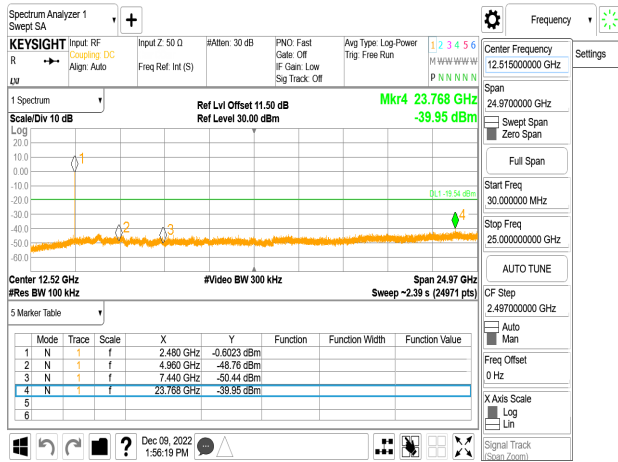 Spectrum Analyzer 1
Swept SA
Frequency
KEYSIGHT
Input: RF
Coupling: DC
Align: Auto
Input Z: 50 Ω
Freq Ref: Int (S)
#Atten: 30 dB
PNO: Fast
Gate: Off
IF Gain: Low
Sig Track: Off
Avg Type: Log-Power
Trig: Free Run
1 2 3 4 5 6
M W W W W W
P N N N N N
R
LXI
1 Spectrum
Scale/Div 10 dB
Ref Lvl Offset 11.50 dB
Ref Level 30.00 dBm
Mkr4 23.768 GHz
-39.95 dBm
Log
20.0
10.0
0.00
-10.0
-20.0
-30.0
-40.0
-50.0
-60.0
1
2
3
4
DL1 -19.54 dBm
Center 12.52 GHz
#Video BW 300 kHz
Span 24.97 GHz
#Res BW 100 kHz
Sweep ~2.39 s (24971 pts)
5 Marker Table
Mode Trace Scale X Y Function Function Width Function Value
1 N 1 f 2.480 GHz -0.6023 dBm
2 N 1 f 4.960 GHz -48.76 dBm
3 N 1 f 7.440 GHz -50.44 dBm
4 N 1 f 23.768 GHz -39.95 dBm
5
6
Dec 09, 2022
1:56:19 PM
Center Frequency
12.515000000 GHz
Settings
Span
24.9700000 GHz
Swept Span
Zero Span
Full Span
Start Freq
30.000000 MHz
Stop Freq
25.000000000 GHz
AUTO TUNE
CF Step
2.497000000 GHz
Auto
Man
Freq Offset
0 Hz
X Axis Scale
Log
Lin
Signal Track
(Span Zoom)